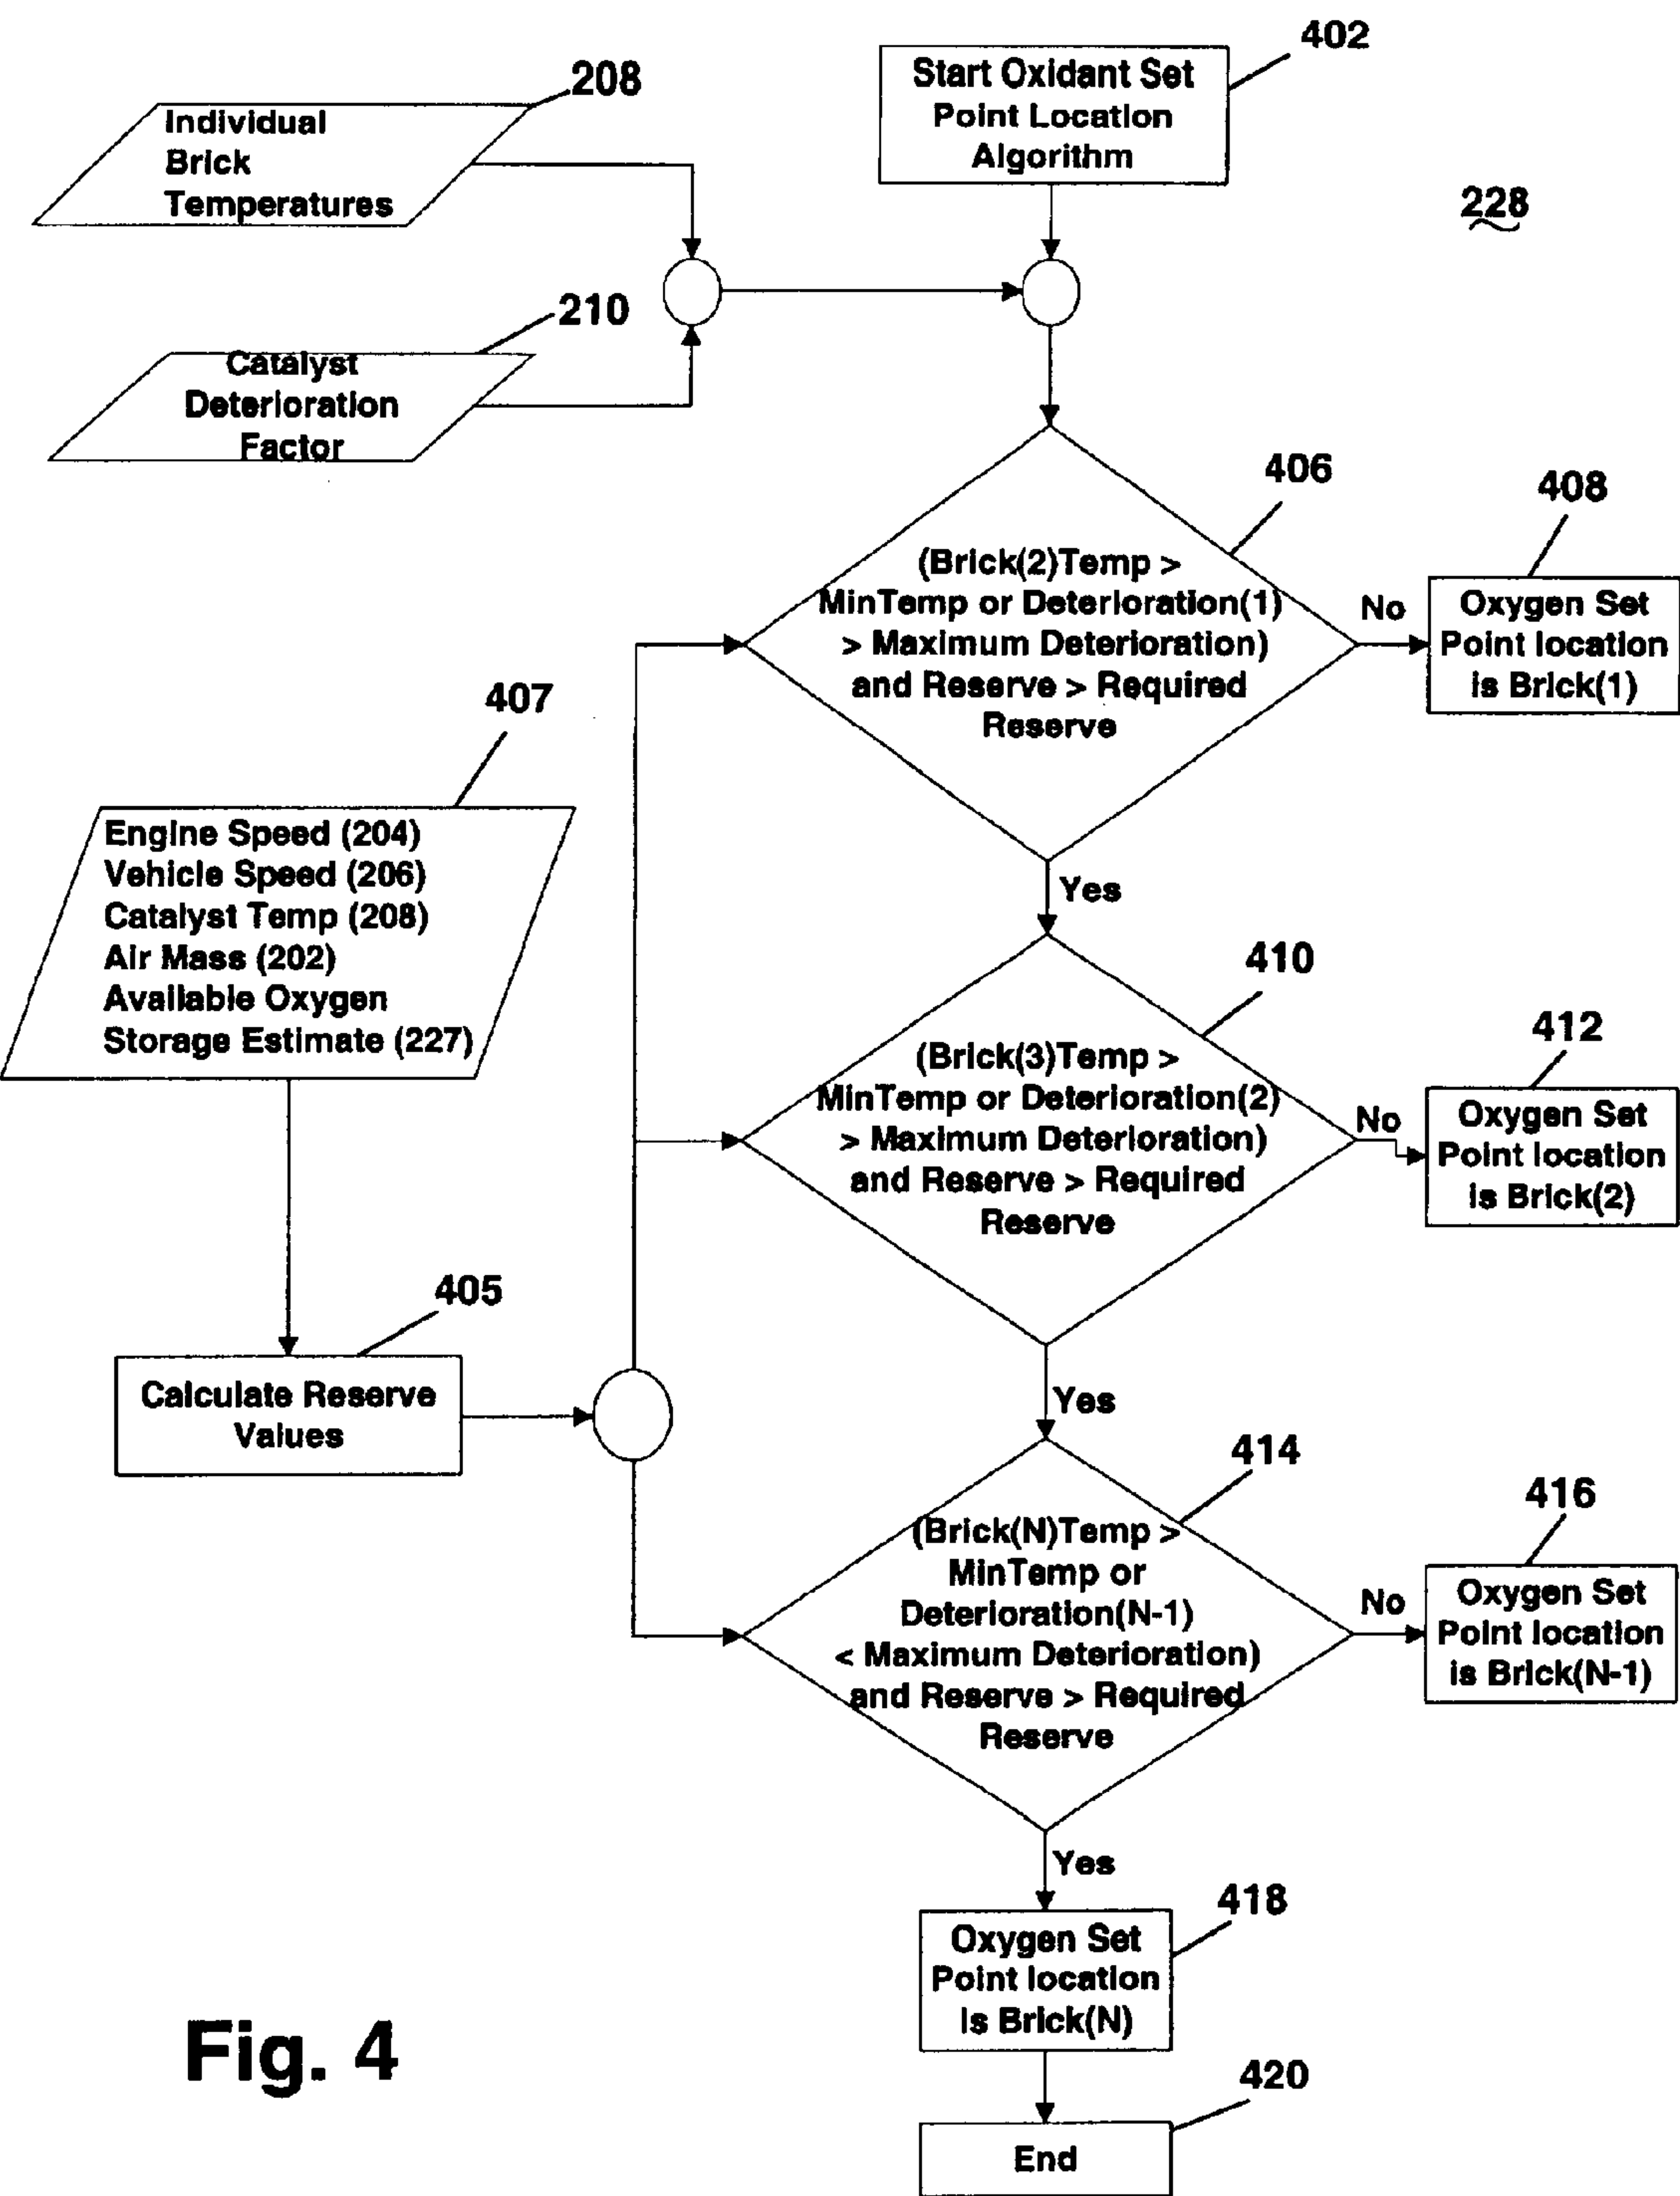 402
Start Oxidant Set
Point Location
Algorithm
208
Individual
Brick
Temperatures
228
210
Catalyst
Deterioration
Factor
406
(Brick(2)Temp >
MinTemp or Deterioration(1)
> Maximum Deterioration)
and Reserve > Required
Reserve
No
408
Oxygen Set
Point location
is Brick(1)
407
Engine Speed (204)
Vehicle Speed (206)
Catalyst Temp (208)
Air Mass (202)
Available Oxygen
Storage Estimate (227)
Yes
410
(Brick(3)Temp >
MinTemp or Deterioration(2)
> Maximum Deterioration)
and Reserve > Required
Reserve
No
412
Oxygen Set
Point location
is Brick(2)
405
Calculate Reserve
Values
Yes
414
(Brick(N)Temp >
MinTemp or
Deterioration(N-1)
< Maximum Deterioration)
and Reserve > Required
Reserve
No
416
Oxygen Set
Point location
is Brick(N-1)
Yes
418
Oxygen Set
Point location
is Brick(N)
420
End
Fig. 4